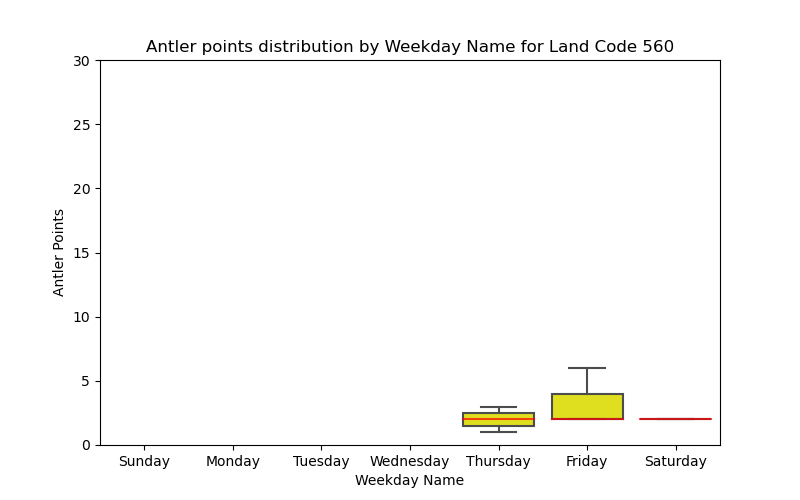 Antler points distribution by Weekday Name for Land Code 560
30
25
20
15
10
5
0
Antler Points
Sunday Monday Tuesday Wednesday Thursday Friday Saturday
Weekday Name